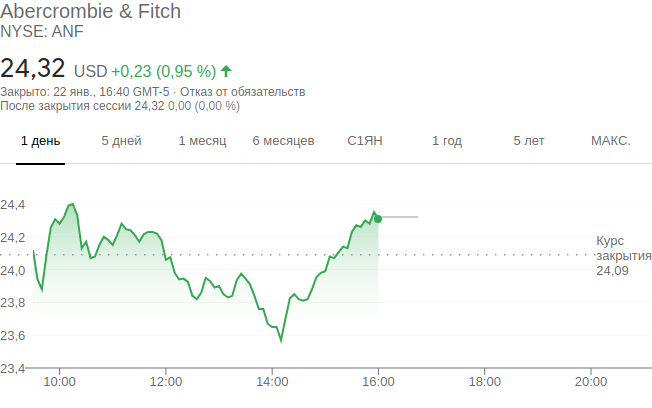 Abercrombie & Fitch
NYSE: ANF
24,32 USD +0,23 (0,95 %)
Закрыто: 22 янв., 16:40 GMT-5 · Отказ от обязательств
После закрытия сессии 24,32 0,00 (0,00 %)
1 день 5 дней 1 месяц 6 месяцев С1ЯН 1 год 5 лет МАКС.
24,4
24,2
24,0
23,8
23,6
23,4
Курс
закрытия
24,09
10:00 12:00 14:00 16:00 18:00 20:00